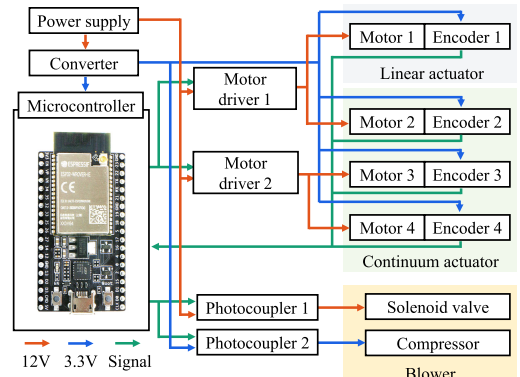 Power supply
Converter
Microcontroller
Motor
driver 1
Motor
driver 2
Motor 1
Encoder 1
Linear actuator
Motor 2
Encoder 2
Motor 3
Encoder 3
Motor 4
Encoder 4
Continuum actuator
Photocoupler 1
Photocoupler 2
Solenoid valve
Compressor
Blower
12V
3.3V
Signal